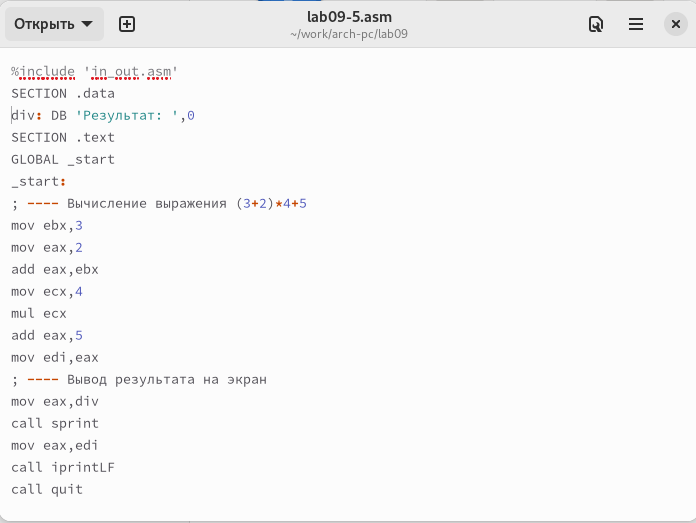 Открыть
lab09-5.asm
~/work/arch-pc/lab09
%include 'in_out.asm'
SECTION .data
div: DB 'Результат: ',0
SECTION .text
GLOBAL _start
_start:
; ---- Вычисление выражения (3+2)*4+5
mov ebx,3
mov eax,2
add eax,ebx
mov ecx,4
mul ecx
add eax,5
mov edi,eax
; ---- Вывод результата на экран
mov eax,div
call sprint
mov eax,edi
call iprintLF
call quit